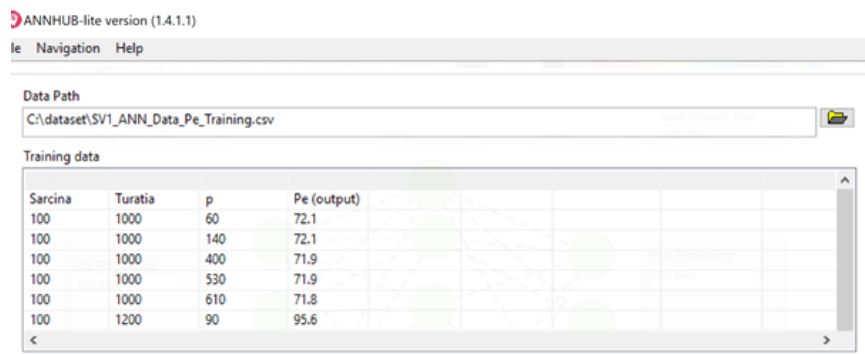 ANNHUB-lite version (1.4.1.1)
le Navigation Help
Data Path
C:\dataset\SV1_ANN_Data_Pe_Training.csv
Training data
Sarcina Turatia p Pe (output)
100 1000 60 72.1
100 1000 140 72.1
100 1000 400 71.9
100 1000 530 71.9
100 1000 610 71.8
100 1200 90 95.6